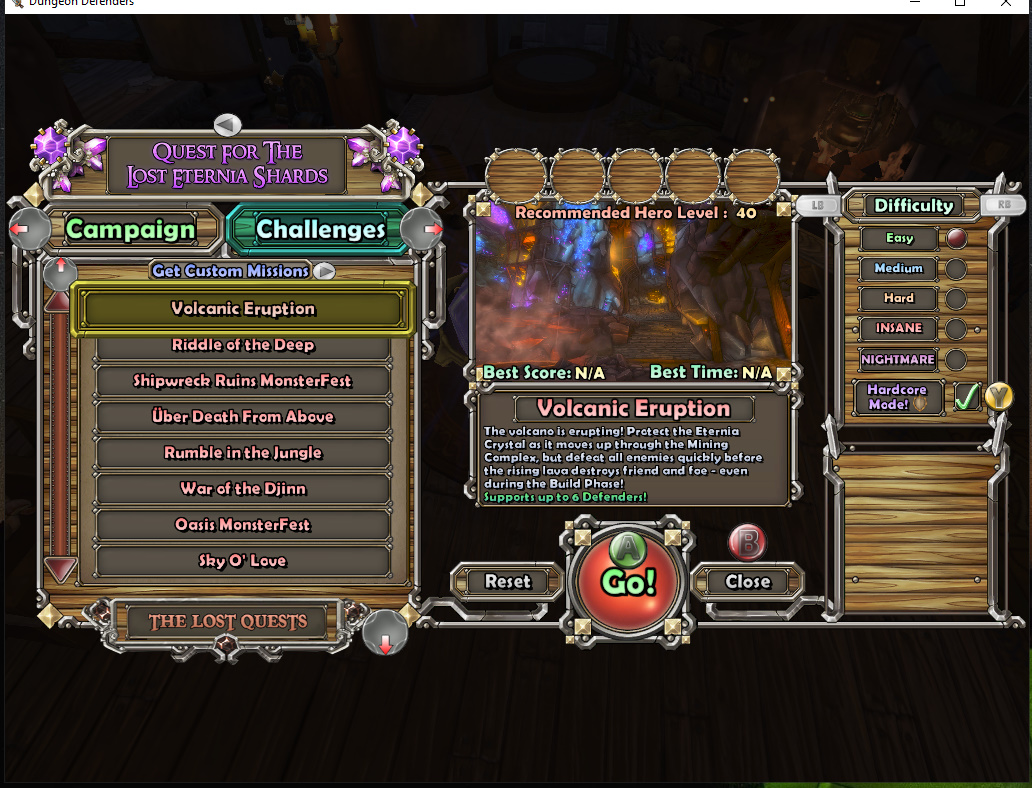 Dungeon Defenders
Quest for The
Lost Eternia Shards
Campaign
Challenges
Get Custom Missions
Volcanic Eruption
Riddle of the Deep
Shipwreck Ruins MonsterFest
Über Death From Above
Rumble in the Jungle
War of the Djinn
Oasis MonsterFest
Sky O' Love
The Lost Quests
Recommended Hero Level : 40
Best Score: N/A
Best Time: N/A
Volcanic Eruption
The volcano is erupting! Protect the Eternia
Crystal as it moves up through the Mining
Complex, but defeat all enemies quickly before
the rising lava destroys friend and foe - even
during the Build Phase!
Supports up to 6 Defenders!
Reset
A
Go!
B
Close
LB
Difficulty
RB
Easy
Medium
Hard
INSANE
NIGHTMARE
Hardcore
Mode!
Y